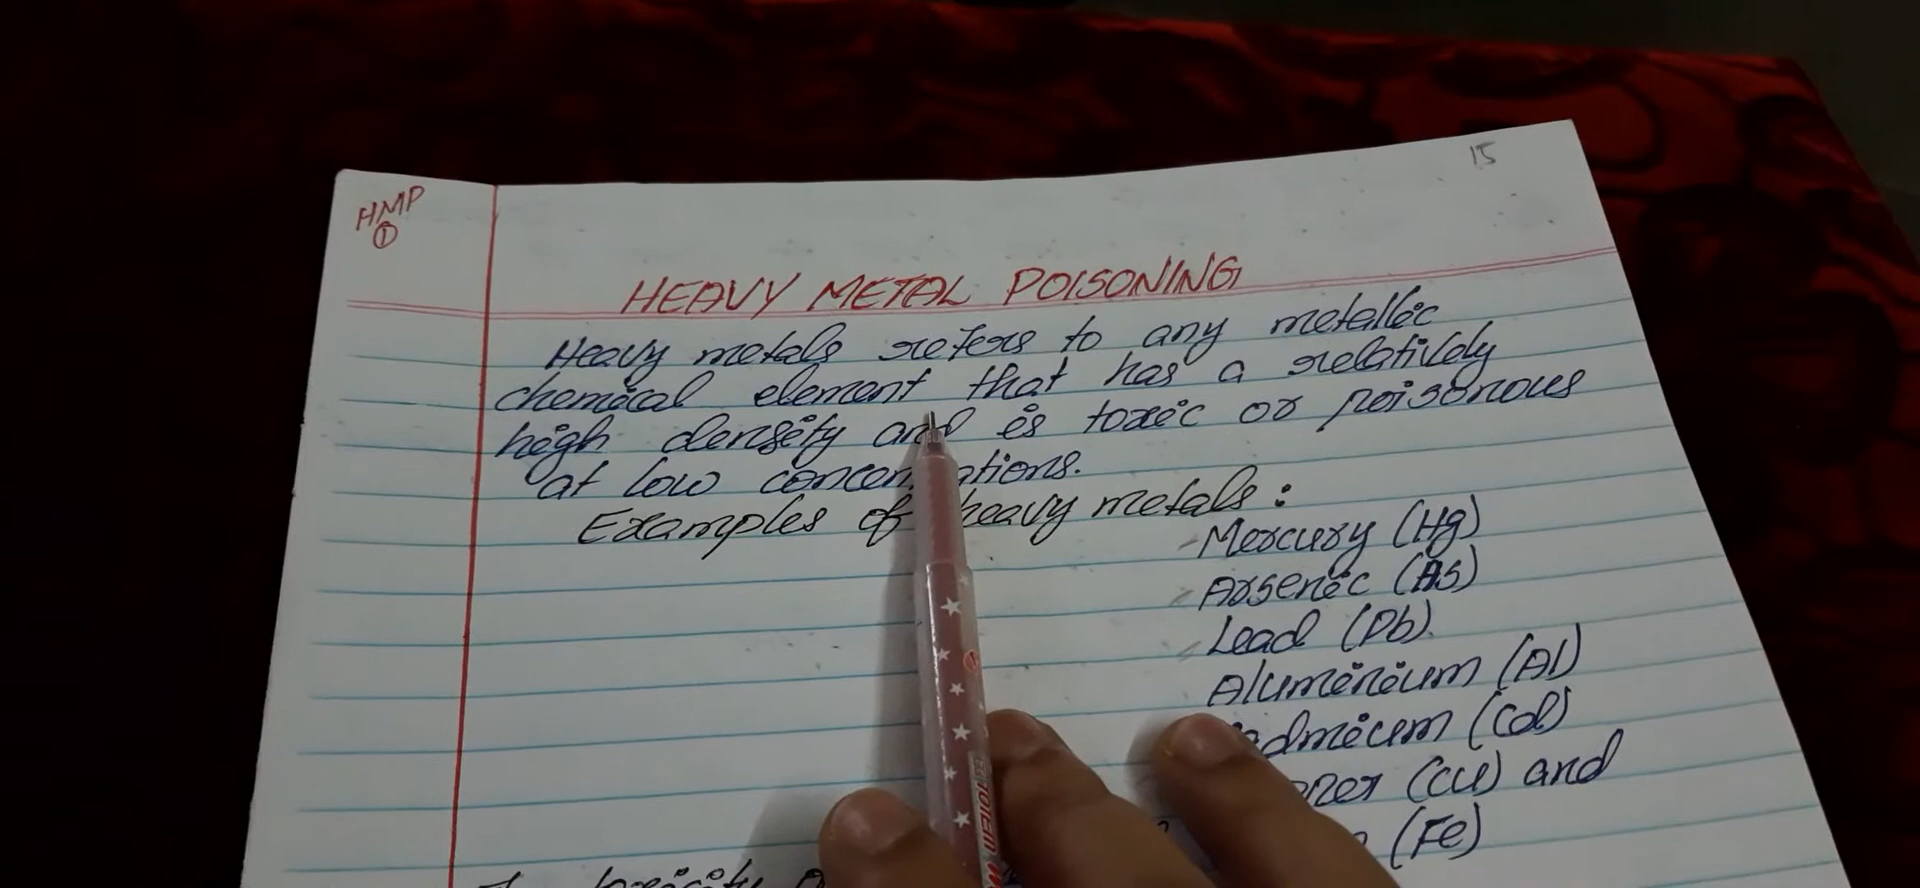 15
HMP
①
HEAVY METAL POISONING
Heavy metals refers to any metallic
chemical element that has a relatively
high density and is toxic or poisonous
at low
Examples of heavy metals :
- Mercury (Hg)
- Arsenic (As)
- Lead (Pb).
Aluminium (Al)
(Cd)
(Cu) and
(Fe)
toxicity